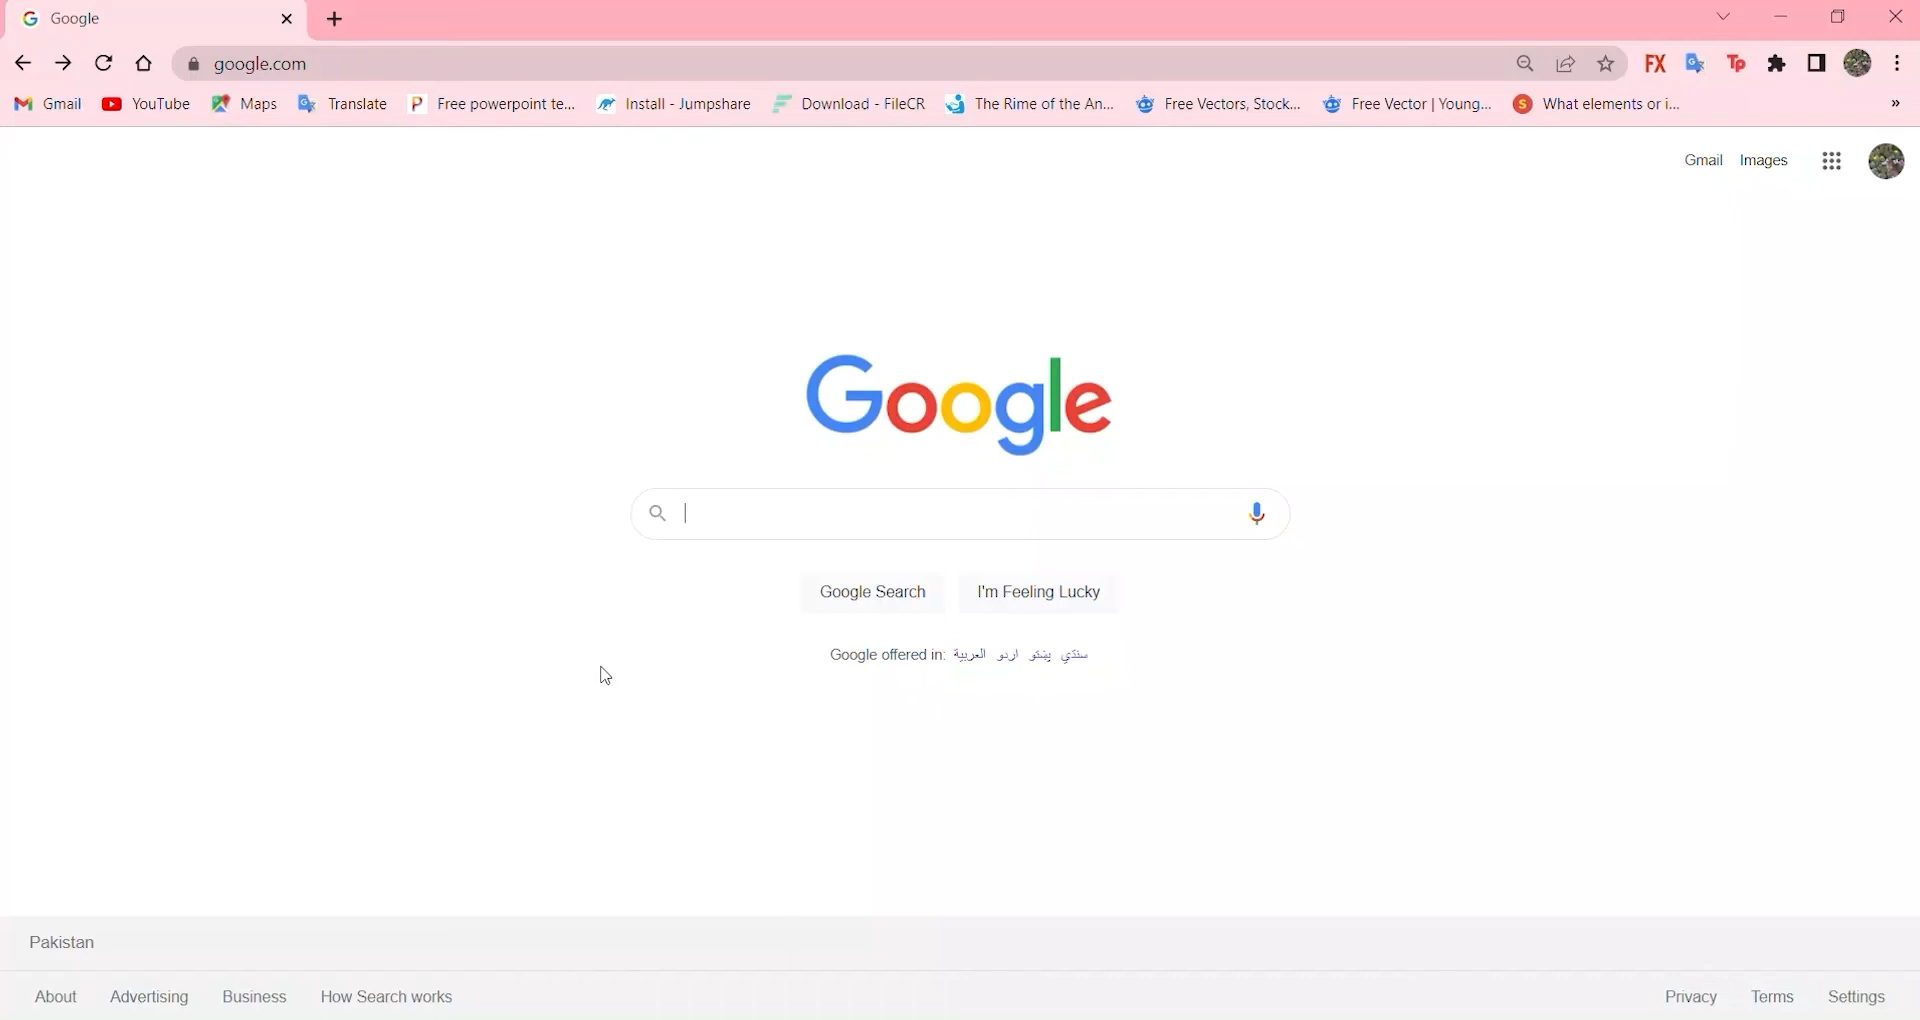 Google
google.com
FX
Tp
Gmail YouTube Maps Translate Free powerpoint te... Install - Jumpshare Download - FileCR The Rime of the An... Free Vectors, Stock... Free Vector | Young... What elements or i... »
Gmail Images
Google
Google Search I'm Feeling Lucky
Google offered in: العربية اردو پښتو سنڌي
Pakistan
About Advertising Business How Search works Privacy Terms Settings